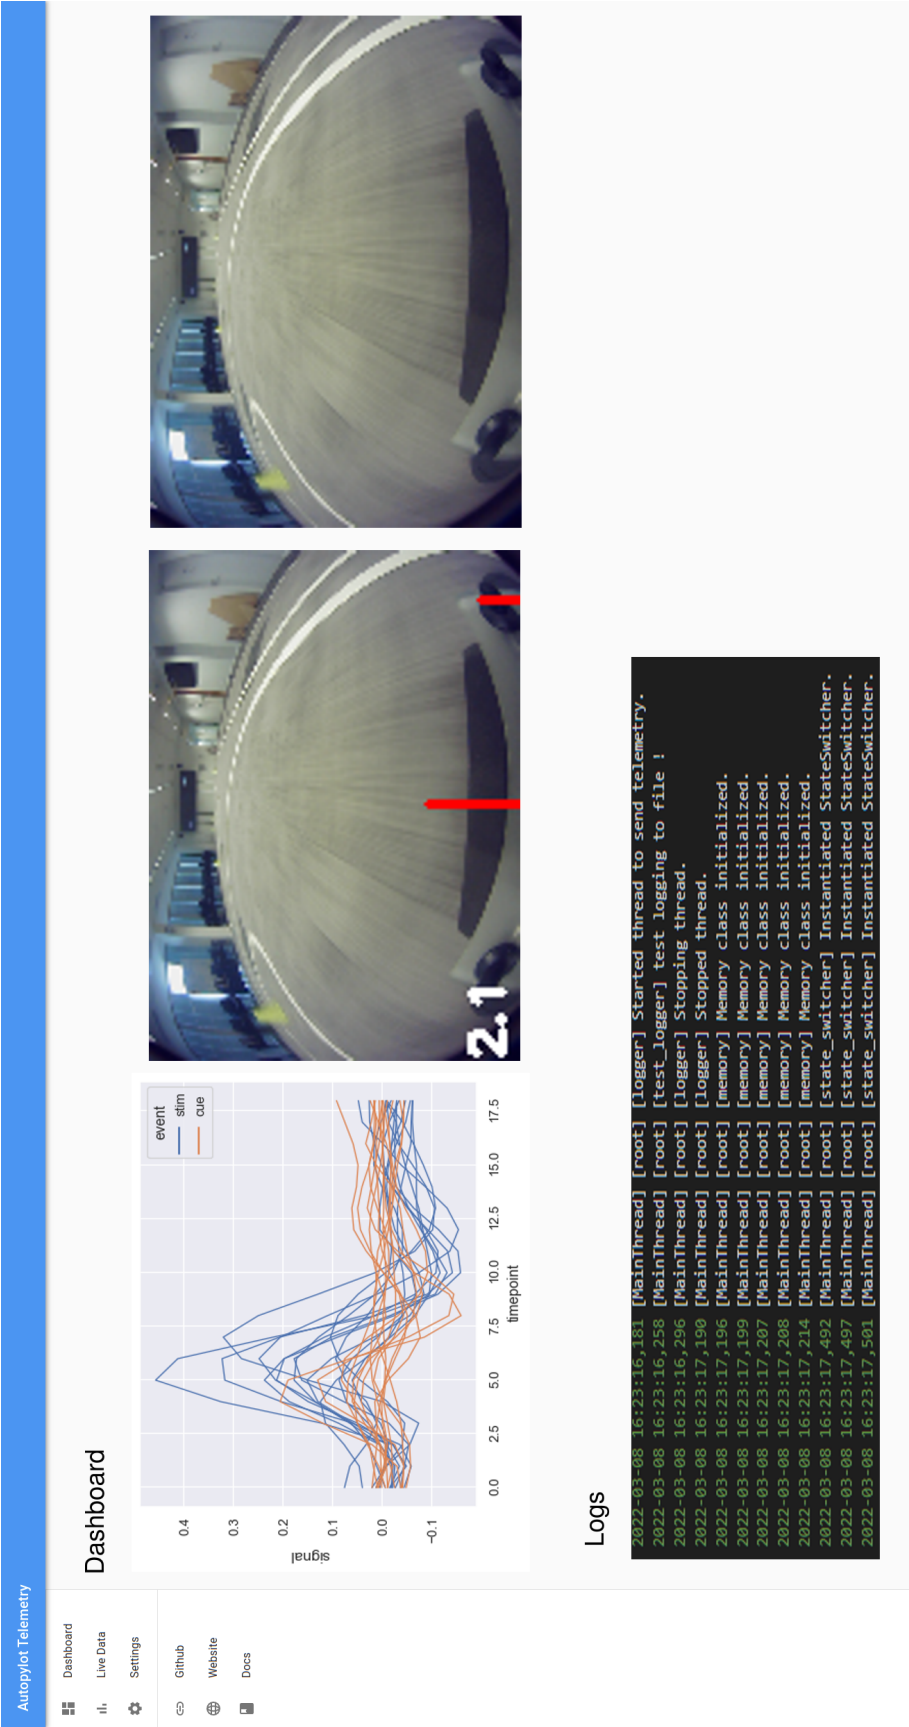 Autopylot Telemetry
Dashboard
Live Data
Settings
Github
Website
Docs
Dashboard
event
stim
cue
0.4
0.3
0.2
0.1
0.0
−0.1
signal
0.0 2.5 5.0 7.5 10.0 12.5 15.0 17.5
timepoint
2.1
Logs
2022-03-08 16:23:16,181 [MainThread] [root] [logger] Started thread to send telemetry.
2022-03-08 16:23:16,258 [MainThread] [root] [test_logger] test logging to file !
2022-03-08 16:23:16,296 [MainThread] [root] [logger] Stopping thread.
2022-03-08 16:23:17,190 [MainThread] [root] [logger] Stopped thread.
2022-03-08 16:23:17,196 [MainThread] [root] [memory] Memory class initialized.
2022-03-08 16:23:17,199 [MainThread] [root] [memory] Memory class initialized.
2022-03-08 16:23:17,207 [MainThread] [root] [memory] Memory class initialized.
2022-03-08 16:23:17,208 [MainThread] [root] [memory] Memory class initialized.
2022-03-08 16:23:17,214 [MainThread] [root] [memory] Memory class initialized.
2022-03-08 16:23:17,492 [MainThread] [root] [state_switcher] Instantiated StateSwitcher.
2022-03-08 16:23:17,497 [MainThread] [root] [state_switcher] Instantiated StateSwitcher.
2022-03-08 16:23:17,501 [MainThread] [root] [state_switcher] Instantiated StateSwitcher.